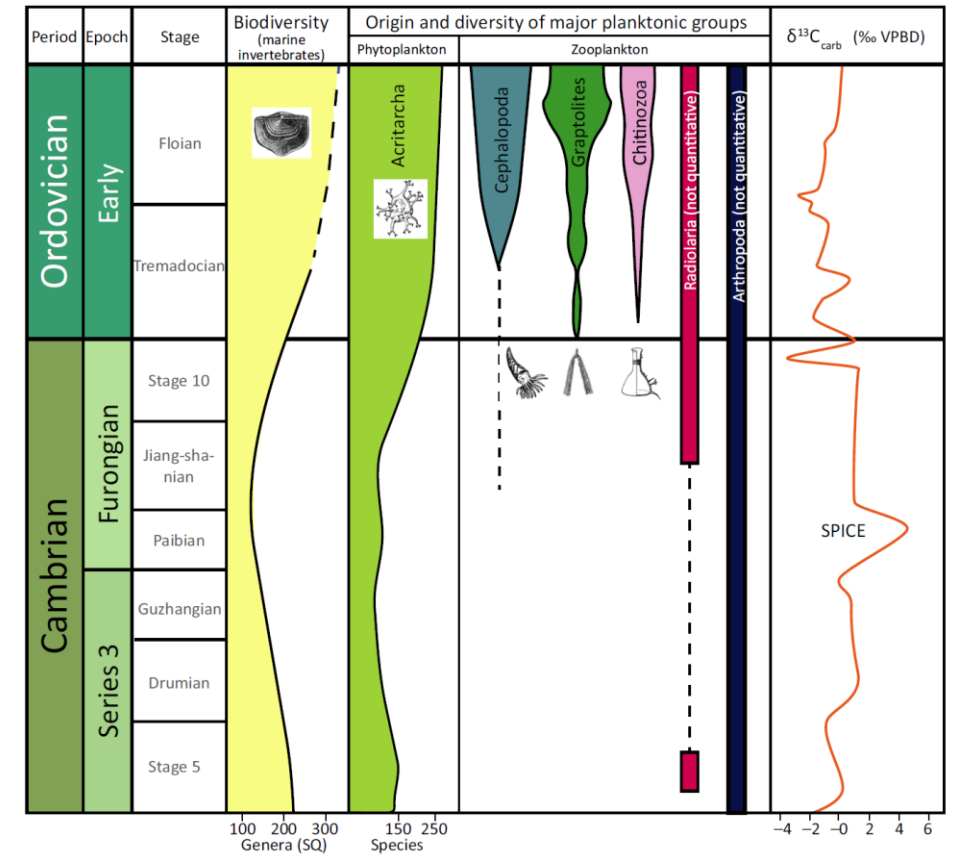 Period
Epoch
Stage
Biodiversity
(marine
invertebrates)
Origin and diversity of major planktonic groups
Phytoplankton
Zooplankton
δ¹³Ccarb (‰ VPBD)
Ordovician
Early
Floian
Tremadocian
Cambrian
Furongian
Stage 10
Jiang-sha-
nian
Paibian
Series 3
Guzhangian
Drumian
Stage 5
Acritarcha
Cephalopoda
Graptolites
Chitinozoa
Radiolaria (not quantitative)
Arthropoda (not quantitative)
SPICE
100 200 300
Genera (SQ)
150 250
Species
−4 −2 −0 2 4 6